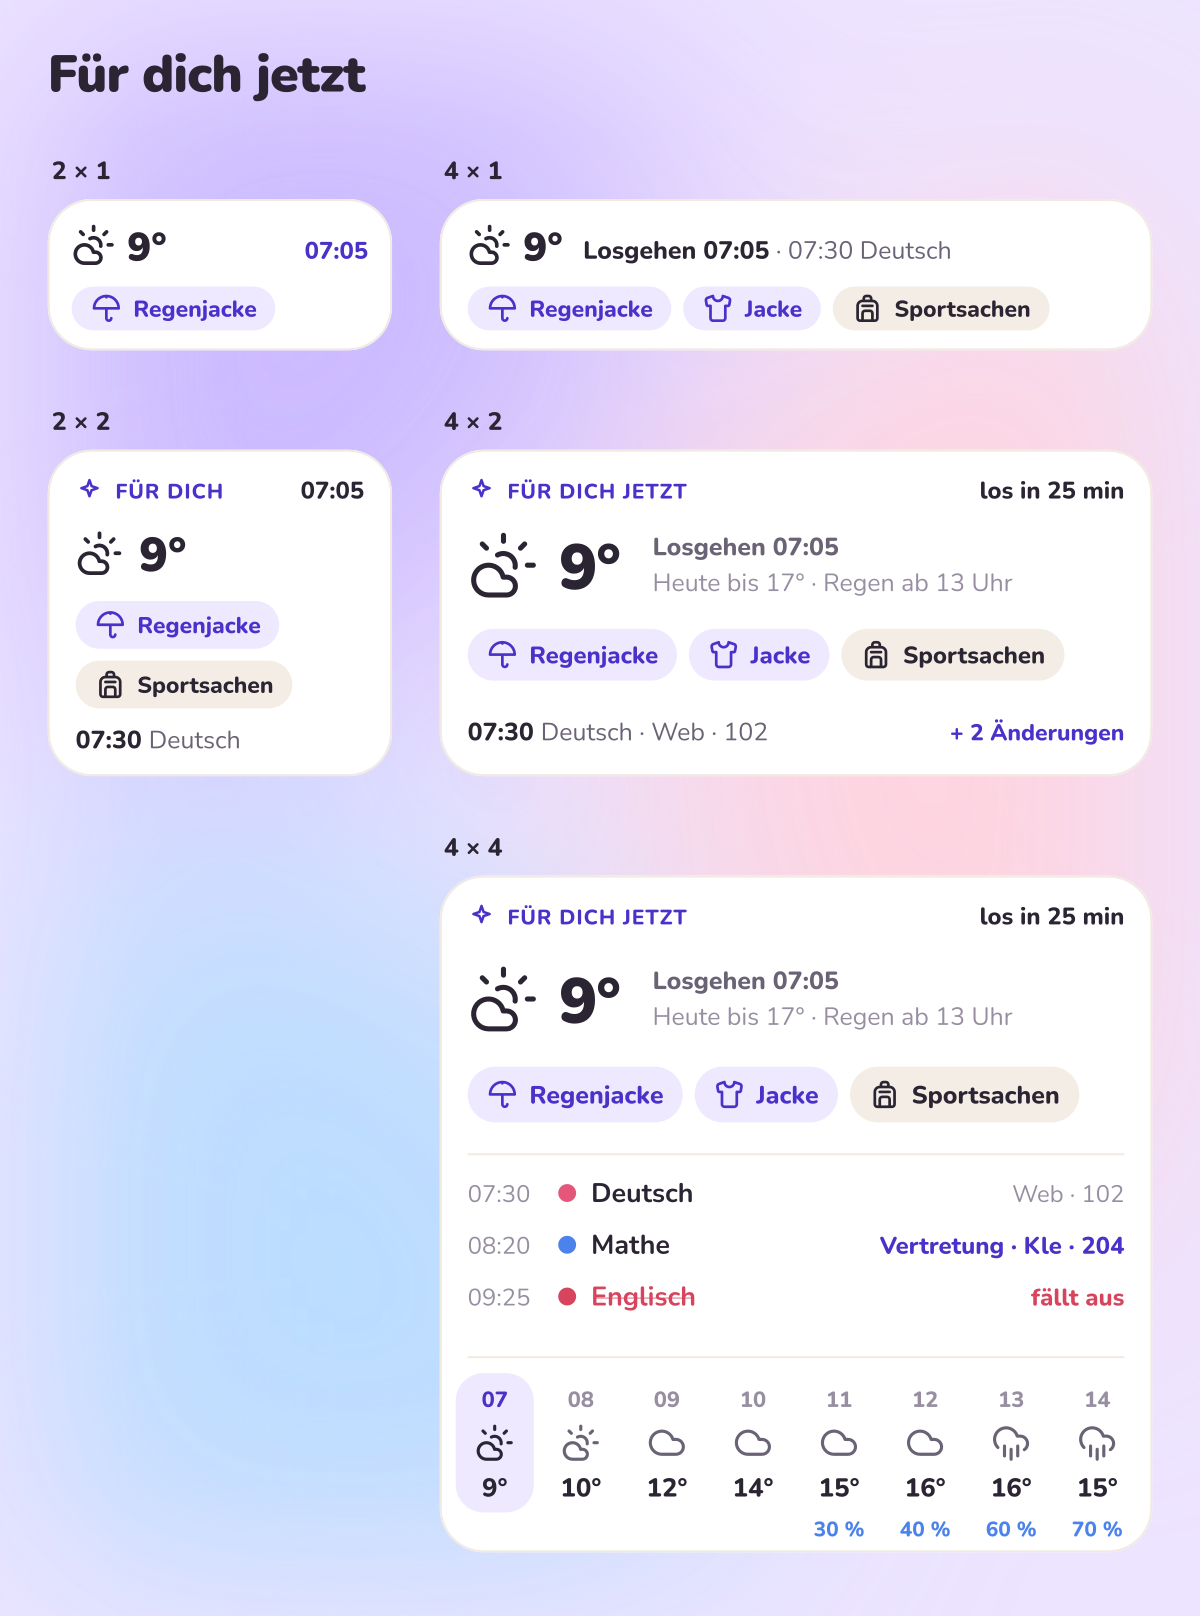 Für dich jetzt
2 × 1
9° 07:05
Regenjacke
4 × 1
9° Losgehen 07:05 · 07:30 Deutsch
Regenjacke Jacke Sportsachen
2 × 2
FÜR DICH 07:05
9°
Regenjacke
Sportsachen
07:30 Deutsch
4 × 2
FÜR DICH JETZT los in 25 min
9°
Losgehen 07:05
Heute bis 17° · Regen ab 13 Uhr
Regenjacke Jacke Sportsachen
07:30 Deutsch · Web · 102 + 2 Änderungen
4 × 4
FÜR DICH JETZT los in 25 min
9°
Losgehen 07:05
Heute bis 17° · Regen ab 13 Uhr
Regenjacke Jacke Sportsachen
07:30 Deutsch Web · 102
08:20 Mathe Vertretung · Kle · 204
09:25 Englisch fällt aus
07 08 09 10 11 12 13 14
9° 10° 12° 14° 15° 16° 16° 15°
30 % 40 % 60 % 70 %